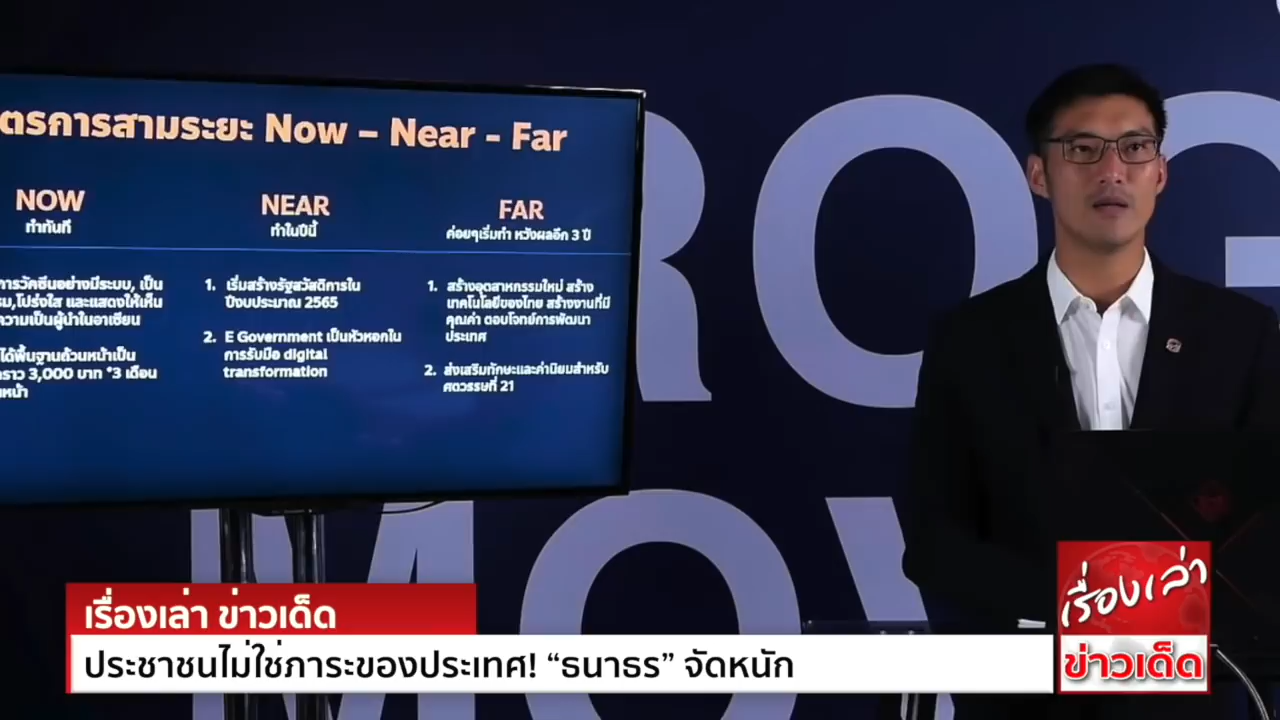 ตรการสามระยะ Now – Near - Far
NOW
ทำทันที
การวัคซีนอย่างมีระบบ, เป็น
รม,โปร่งใส และแสดงให้เห็น
ความเป็นผู้นำในอาเซียน
ได้พื้นฐานถ้วนหน้าเป็น
คราว 3,000 บาท *3 เดือน
นหน้า
NEAR
ทำในปีนี้
1. เริ่มสร้างรัฐสวัสดิการใน
ปีงบประมาณ 2565
2. E Government เป็นหัวหอกใน
การรับมือ digital
transformation
FAR
ค่อยๆเริ่มทำ หวังผลอีก 3 ปี
1. สร้างอุตสาหกรรมใหม่ สร้าง
เทคโนโลยีของไทย สร้างงานที่มี
คุณค่า ตอบโจทย์การพัฒนา
ประเทศ
2. ส่งเสริมทักษะและค่านิยมสำหรับ
ศตวรรษที่ 21
ROG
MOV
เรื่องเล่า ข่าวเด็ด
ประชาชนไม่ใช่ภาระของประเทศ! “ธนาธร” จัดหนัก
เรื่องเล่า
ข่าวเด็ด